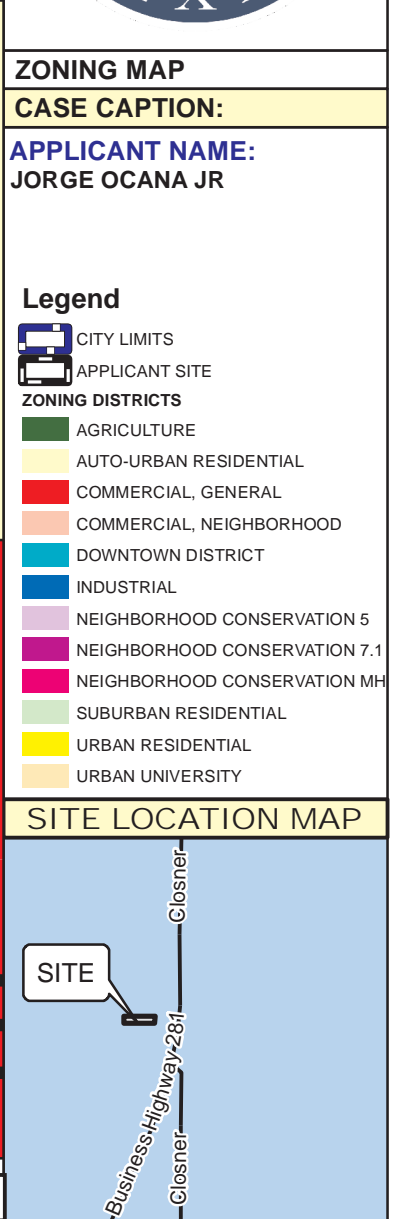 X
ZONING MAP
CASE CAPTION:
APPLICANT NAME:
JORGE OCANA JR
Legend
CITY LIMITS
APPLICANT SITE
ZONING DISTRICTS
AGRICULTURE
AUTO-URBAN RESIDENTIAL
COMMERCIAL, GENERAL
COMMERCIAL, NEIGHBORHOOD
DOWNTOWN DISTRICT
INDUSTRIAL
NEIGHBORHOOD CONSERVATION 5
NEIGHBORHOOD CONSERVATION 7.1
NEIGHBORHOOD CONSERVATION MH
SUBURBAN RESIDENTIAL
URBAN RESIDENTIAL
URBAN UNIVERSITY
SITE LOCATION MAP
Closner
SITE
Business Highway 281
Closner